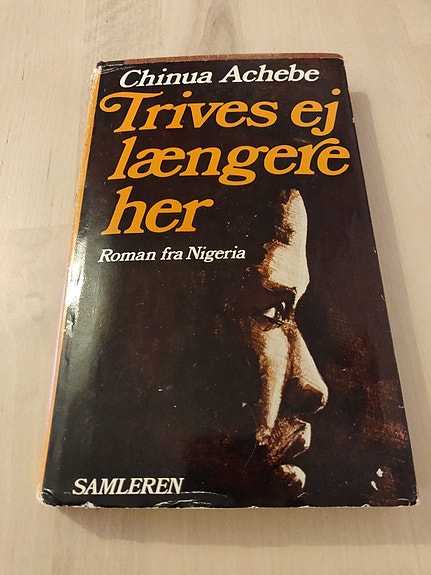 Chinua Achebe
Trives ej
længere
her
Roman fra Nigeria
SAMLEREN